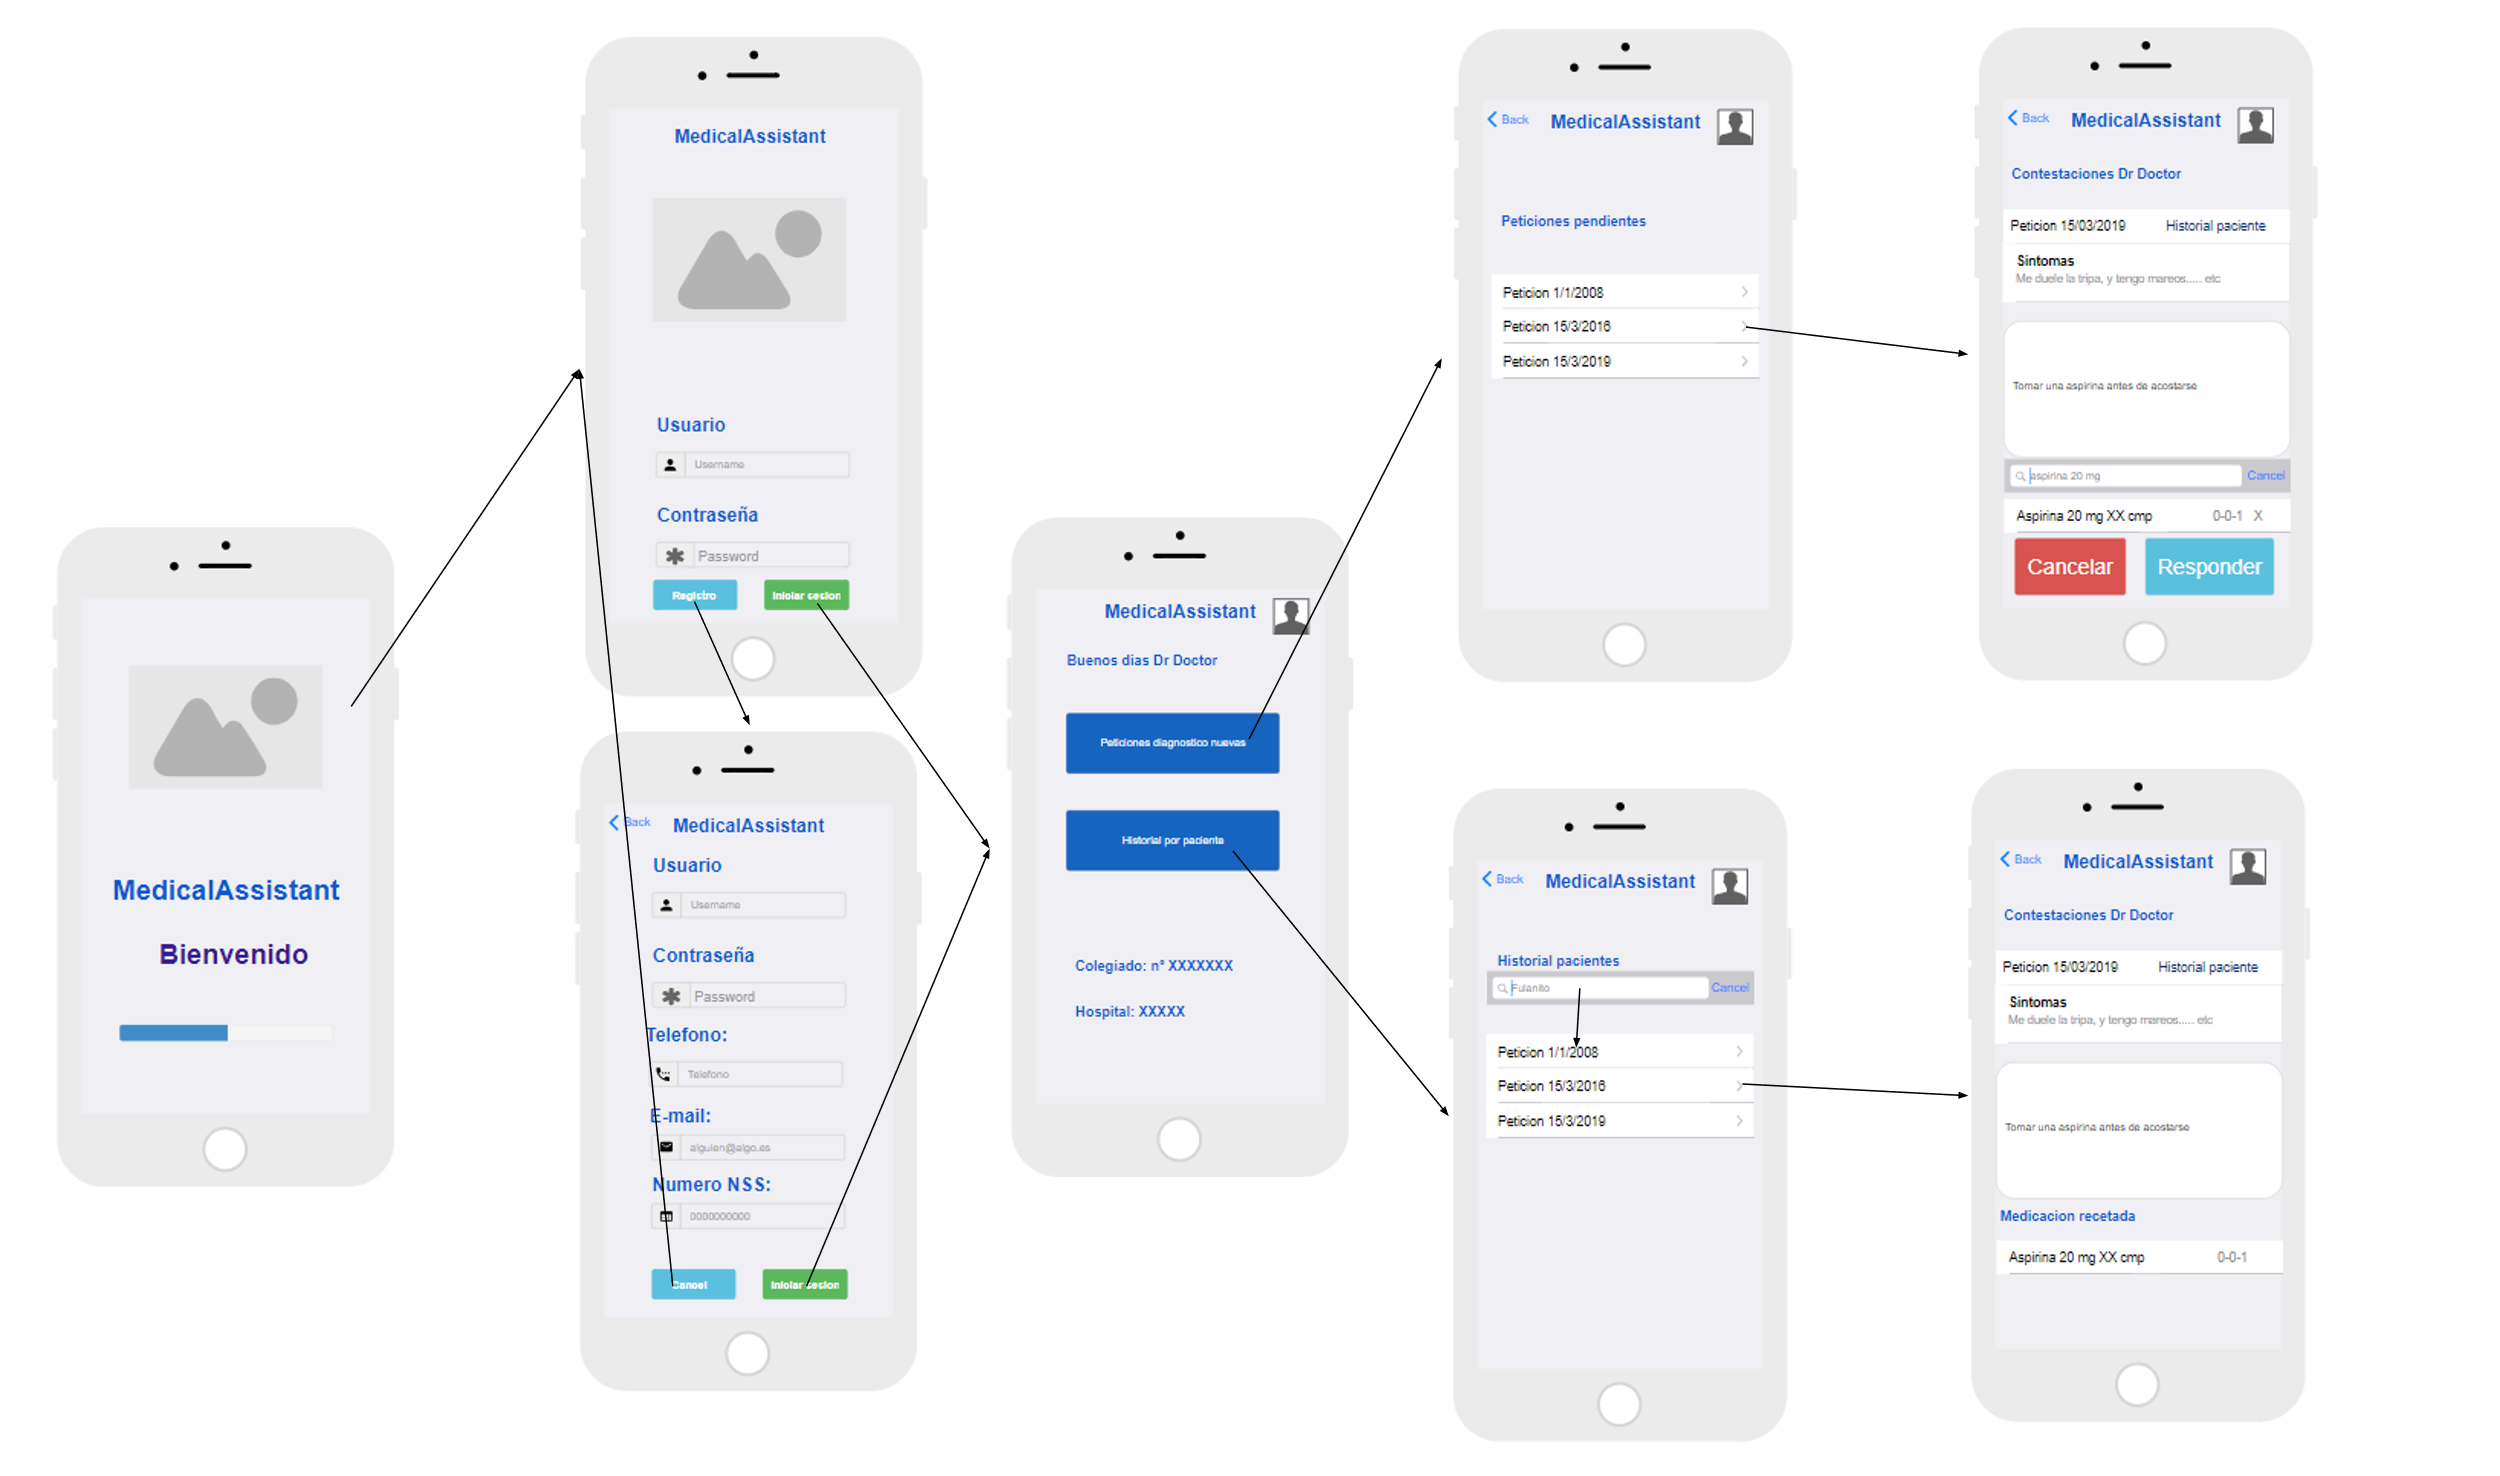 MedicalAssistant
Bienvenido
MedicalAssistant
Usuario
Username
Contraseña
Password
Registro
Iniciar sesion
Back
MedicalAssistant
Usuario
Username
Contraseña
Password
Telefono:
Telefono
E-mail:
alguien@algo.es
Numero NSS:
0000000000
Cancel
Iniciar sesion
MedicalAssistant
Buenos dias Dr Doctor
Peticiones diagnostico nuevas
Historial por paciente
Colegiado: nº XXXXXXX
Hospital: XXXXX
Back
MedicalAssistant
Peticiones pendientes
Peticion 1/1/2008
Peticion 15/3/2016
Peticion 15/3/2019
Back
MedicalAssistant
Contestaciones Dr Doctor
Peticion 15/03/2019 Historial paciente
Sintomas
Me duele la tripa, y tengo mareos..... etc
Tomar una aspirina antes de acostarse
aspirina 20 mg Cancel
Aspirina 20 mg XX cmp 0-0-1 X
Cancelar Responder
Back
MedicalAssistant
Historial pacientes
Fulanito Cancel
Peticion 1/1/2008
Peticion 15/3/2016
Peticion 15/3/2019
Back
MedicalAssistant
Contestaciones Dr Doctor
Peticion 15/03/2019 Historial paciente
Sintomas
Me duele la tripa, y tengo mareos..... etc
Tomar una aspirina antes de acostarse
Medicacion recetada
Aspirina 20 mg XX cmp 0-0-1